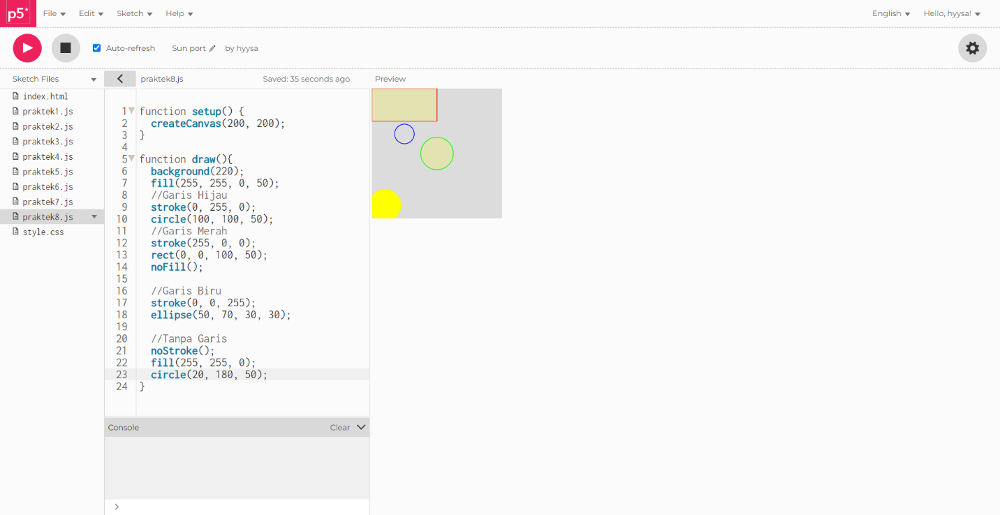 p5* File Edit Sketch Help English Hello, hyysa!
Auto-refresh Sun port by hyysa
Sketch Files praktek8.js Saved: 35 seconds ago Preview
index.html
praktek1.js
praktek2.js
praktek3.js
praktek4.js
praktek5.js
praktek6.js
praktek7.js
praktek8.js
style.css
1 function setup() {
2 createCanvas(200, 200);
3 }
4
5 function draw(){
6 background(220);
7 fill(255, 255, 0, 50);
8 //Garis Hijau
9 stroke(0, 255, 0);
10 circle(100, 100, 50);
11 //Garis Merah
12 stroke(255, 0, 0);
13 rect(0, 0, 100, 50);
14 noFill();
15
16 //Garis Biru
17 stroke(0, 0, 255);
18 ellipse(50, 70, 30, 30);
19
20 //Tanpa Garis
21 noStroke();
22 fill(255, 255, 0);
23 circle(20, 180, 50);
24 }
Console Clear
>